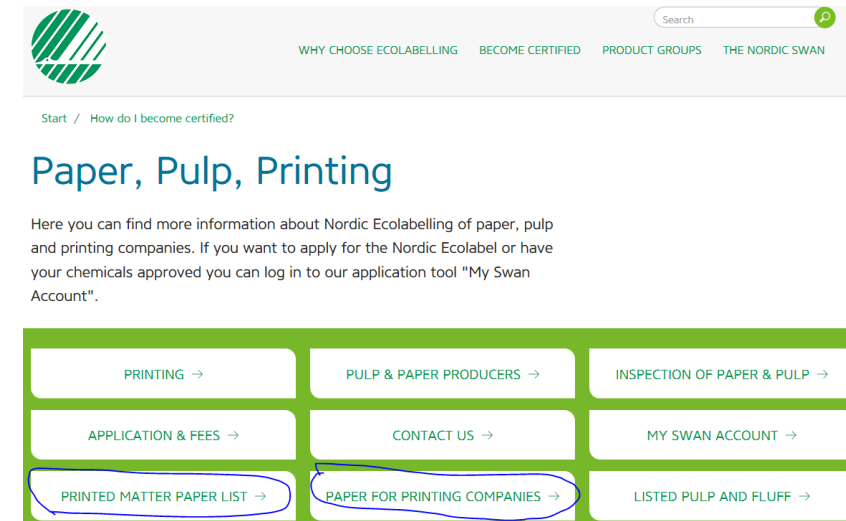 Search
WHY CHOOSE ECOLABELLING BECOME CERTIFIED PRODUCT GROUPS THE NORDIC SWAN
Start / How do I become certified?
Paper, Pulp, Printing
Here you can find more information about Nordic Ecolabelling of paper, pulp
and printing companies. If you want to apply for the Nordic Ecolabel or have
your chemicals approved you can log in to our application tool "My Swan
Account".
PRINTING → PULP & PAPER PRODUCERS → INSPECTION OF PAPER & PULP →
APPLICATION & FEES → CONTACT US → MY SWAN ACCOUNT →
PRINTED MATTER PAPER LIST → PAPER FOR PRINTING COMPANIES → LISTED PULP AND FLUFF →